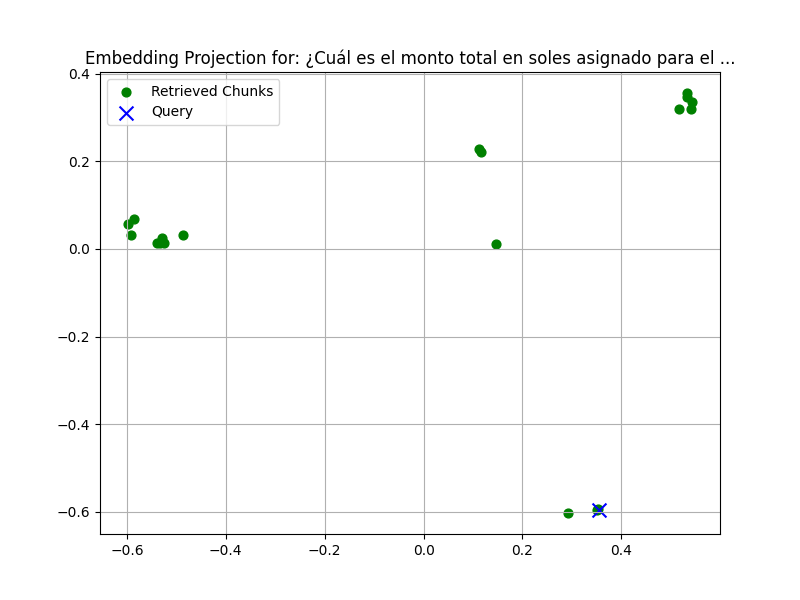 Embedding Projection for: ¿Cuál es el monto total en soles asignado para el ...
Retrieved Chunks
Query
0.4
0.2
0.0
−0.2
−0.4
−0.6
−0.6 −0.4 −0.2 0.0 0.2 0.4